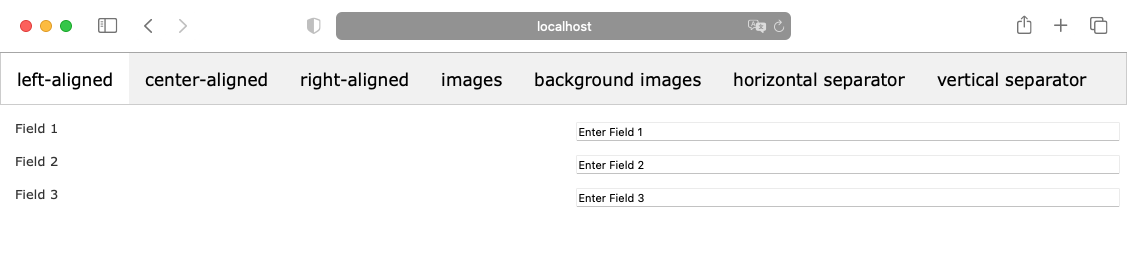 localhost
left-aligned center-aligned right-aligned images background images horizontal separator vertical separator
Field 1 Enter Field 1
Field 2 Enter Field 2
Field 3 Enter Field 3